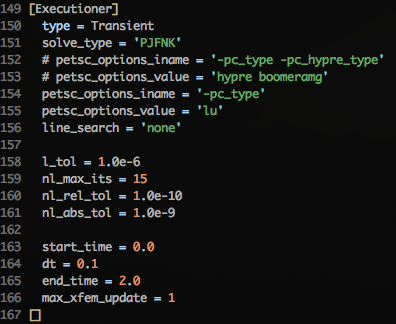 149 [Executioner]
150   type = Transient
151   solve_type = 'PJFNK'
152   # petsc_options_iname = '-pc_type -pc_hypre_type'
153   # petsc_options_value = 'hypre boomeramg'
154   petsc_options_iname = '-pc_type'
155   petsc_options_value = 'lu'
156   line_search = 'none'
157
158   l_tol = 1.0e-6
159   nl_max_its = 15
160   nl_rel_tol = 1.0e-10
161   nl_abs_tol = 1.0e-9
162
163   start_time = 0.0
164   dt = 0.1
165   end_time = 2.0
166   max_xfem_update = 1
167 []